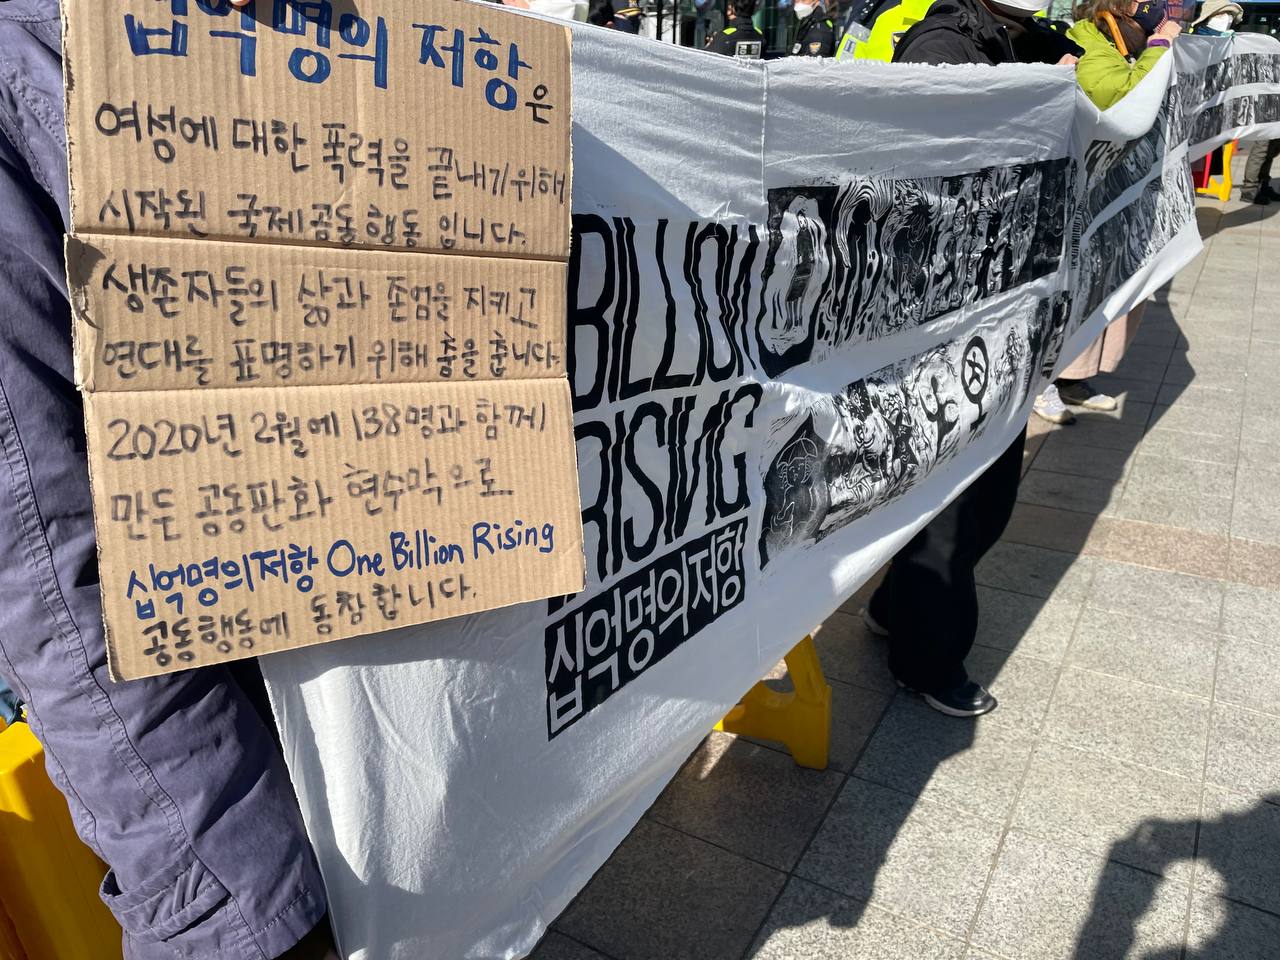 십억명의 저항은
여성에 대한 폭력을 끝내기위해
시작된 국제공동행동 입니다.
생존자들의 삶과 존엄을 지키고
연대를 표명하기 위해 춤을 춥니다.
2020년 2월에 138명과 함께
만든 공동판화 현수막으로
십억명의저항 One Billion Rising
공동행동에 동참합니다.
BILLION
RISING
십억명의저항